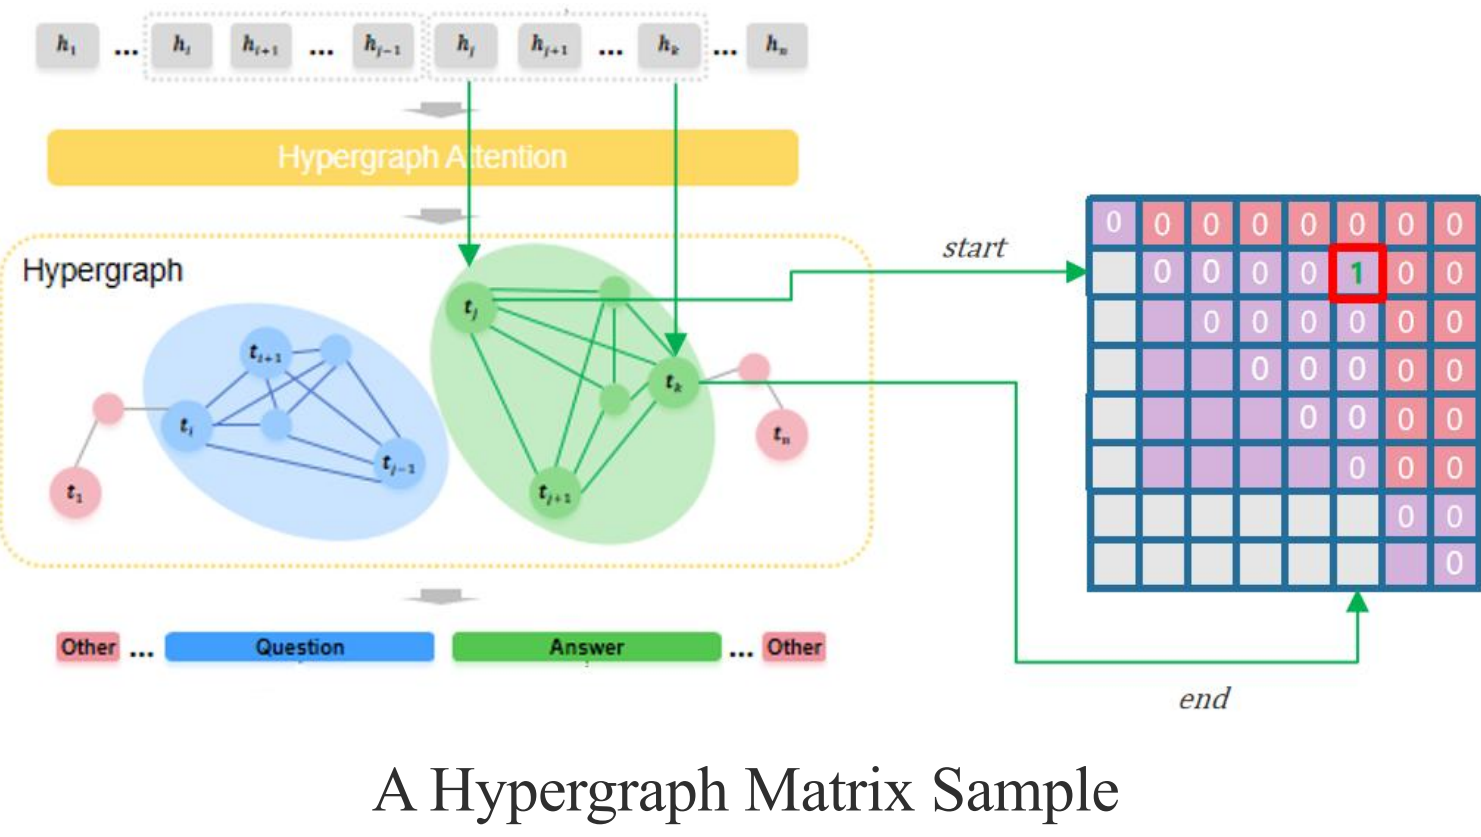 h₁ ... hᵢ hᵢ₊₁ ... hⱼ₋₁ hⱼ hⱼ₊₁ ... hₖ ... hₙ
Hypergraph Attention
Hypergraph
tᵢ₊₁
tᵢ
tⱼ₋₁
t₁
tⱼ
tₖ
tⱼ₊₁
tₙ
Other ... Question Answer ... Other
start
end
0 0 0 0 0 0 0 0
0 0 0 0 1 0 0
0 0 0 0 0 0
0 0 0 0 0
0 0 0 0
0 0 0
0 0
0
A Hypergraph Matrix Sample